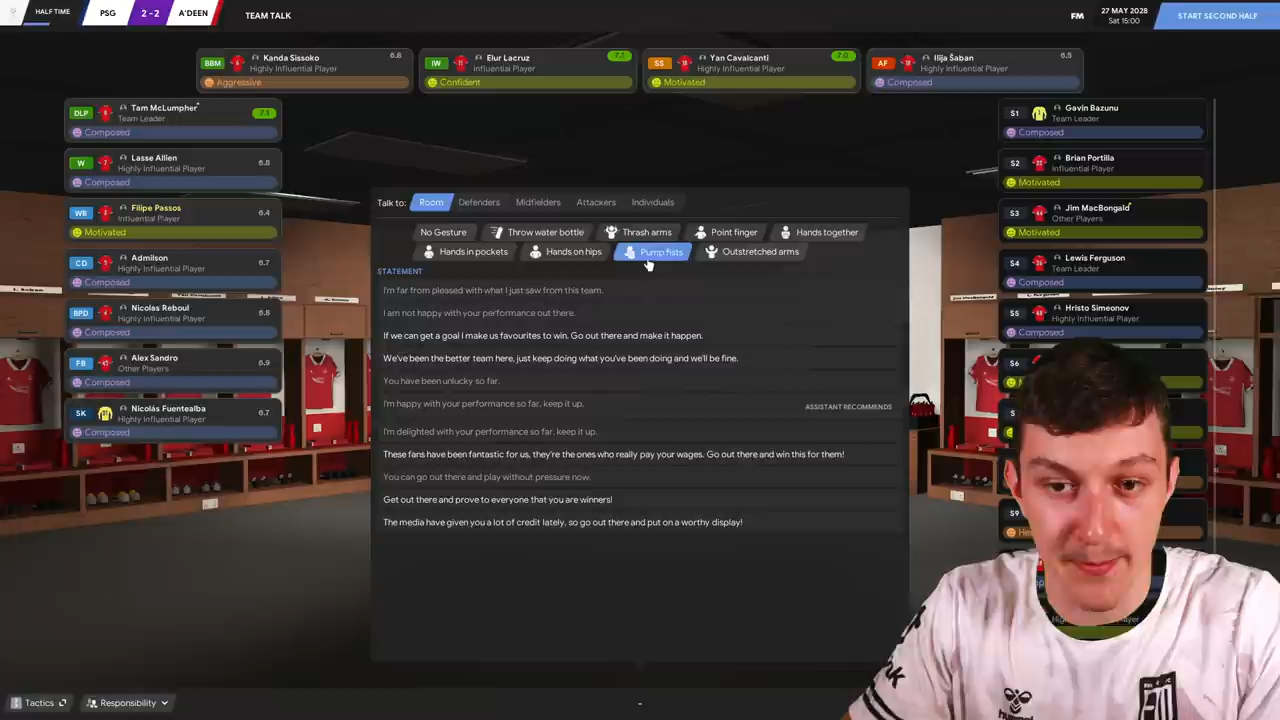 HALF TIME
PSG
2 - 2
A'DEEN
TEAM TALK
FM
27 MAY 2028
Sat 15:00
START SECOND HALF
BBM
Kanda Sissoko
6.8
Highly Influential Player
Aggressive
IW
Elur Lacruz
7.1
Influential Player
Confident
SS
Yan Cavalcanti
7.0
Highly Influential Player
Motivated
AF
Ilija Šaban
6.5
Highly Influential Player
Composed
DLP
Tam McLumpher
7.1
Team Leader
Composed
W
Lasse Allien
6.8
Highly Influential Player
Composed
WB
Filipe Passos
6.4
Influential Player
Motivated
CD
Admilson
6.7
Highly Influential Player
Composed
BPD
Nicolas Reboul
6.8
Highly Influential Player
Composed
FB
Alex Sandro
6.9
Other Players
Composed
SK
Nicolás Fuentealba
6.7
Highly Influential Player
Composed
Talk to:
Room
Defenders
Midfielders
Attackers
Individuals
No Gesture
Throw water bottle
Thrash arms
Point finger
Hands together
Hands in pockets
Hands on hips
Pump fists
Outstretched arms
STATEMENT
I'm far from pleased with what I just saw from this team.
I am not happy with your performance out there.
If we can get a goal I make us favourites to win. Go out there and make it happen.
We've been the better team here, just keep doing what you've been doing and we'll be fine.
You have been unlucky so far.
I'm happy with your performance so far, keep it up.
ASSISTANT RECOMMENDS
I'm delighted with your performance so far, keep it up.
These fans have been fantastic for us, they're the ones who really pay your wages. Go out there and win this for them!
You can go out there and play without pressure now.
Get out there and prove to everyone that you are winners!
The media have given you a lot of credit lately, so go out there and put on a worthy display!
S1
Gavin Bazunu
Team Leader
Composed
S2
Brian Portilla
Influential Player
Motivated
S3
Jim MacBongald
Other Players
Motivated
S4
Lewis Ferguson
Team Leader
Composed
S5
Hristo Simeonov
Highly Influential Player
Composed
S6
S9
Tactics
Responsibility
hummel